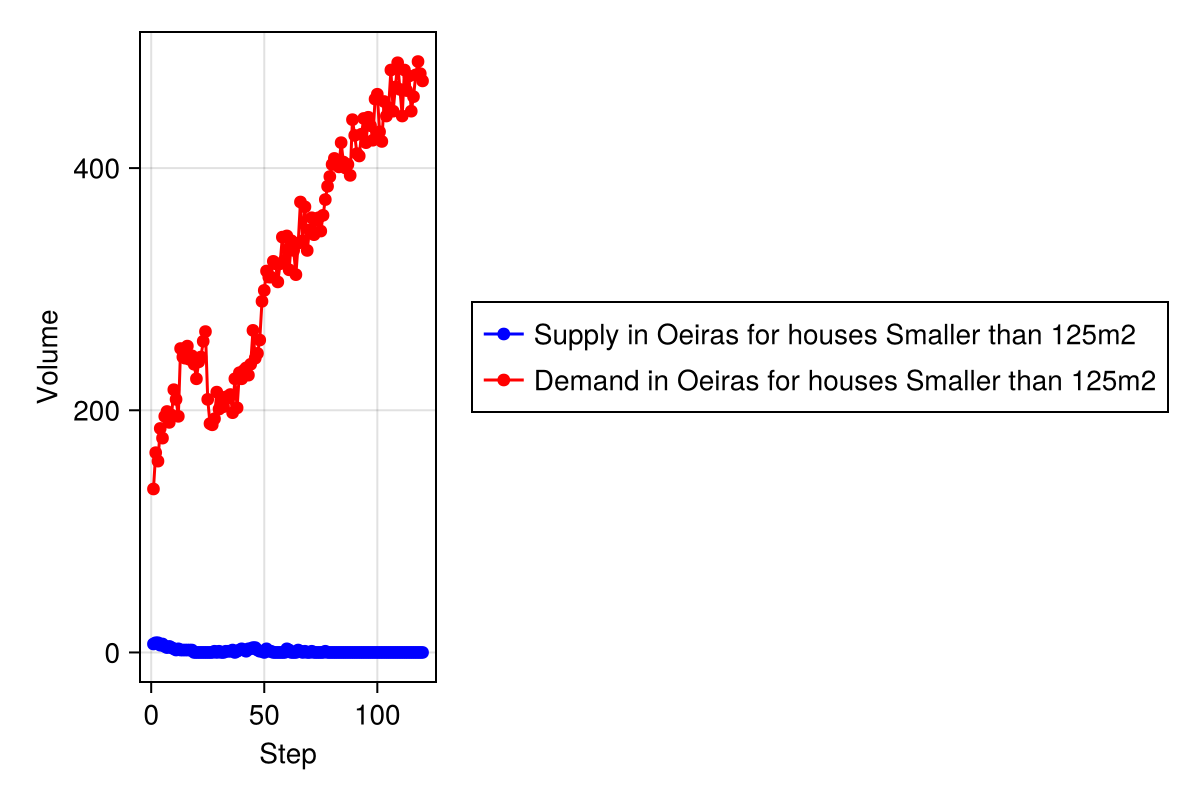 400
200
0
Volume
0 50 100
Step
Supply in Oeiras for houses Smaller than 125m2
Demand in Oeiras for houses Smaller than 125m2